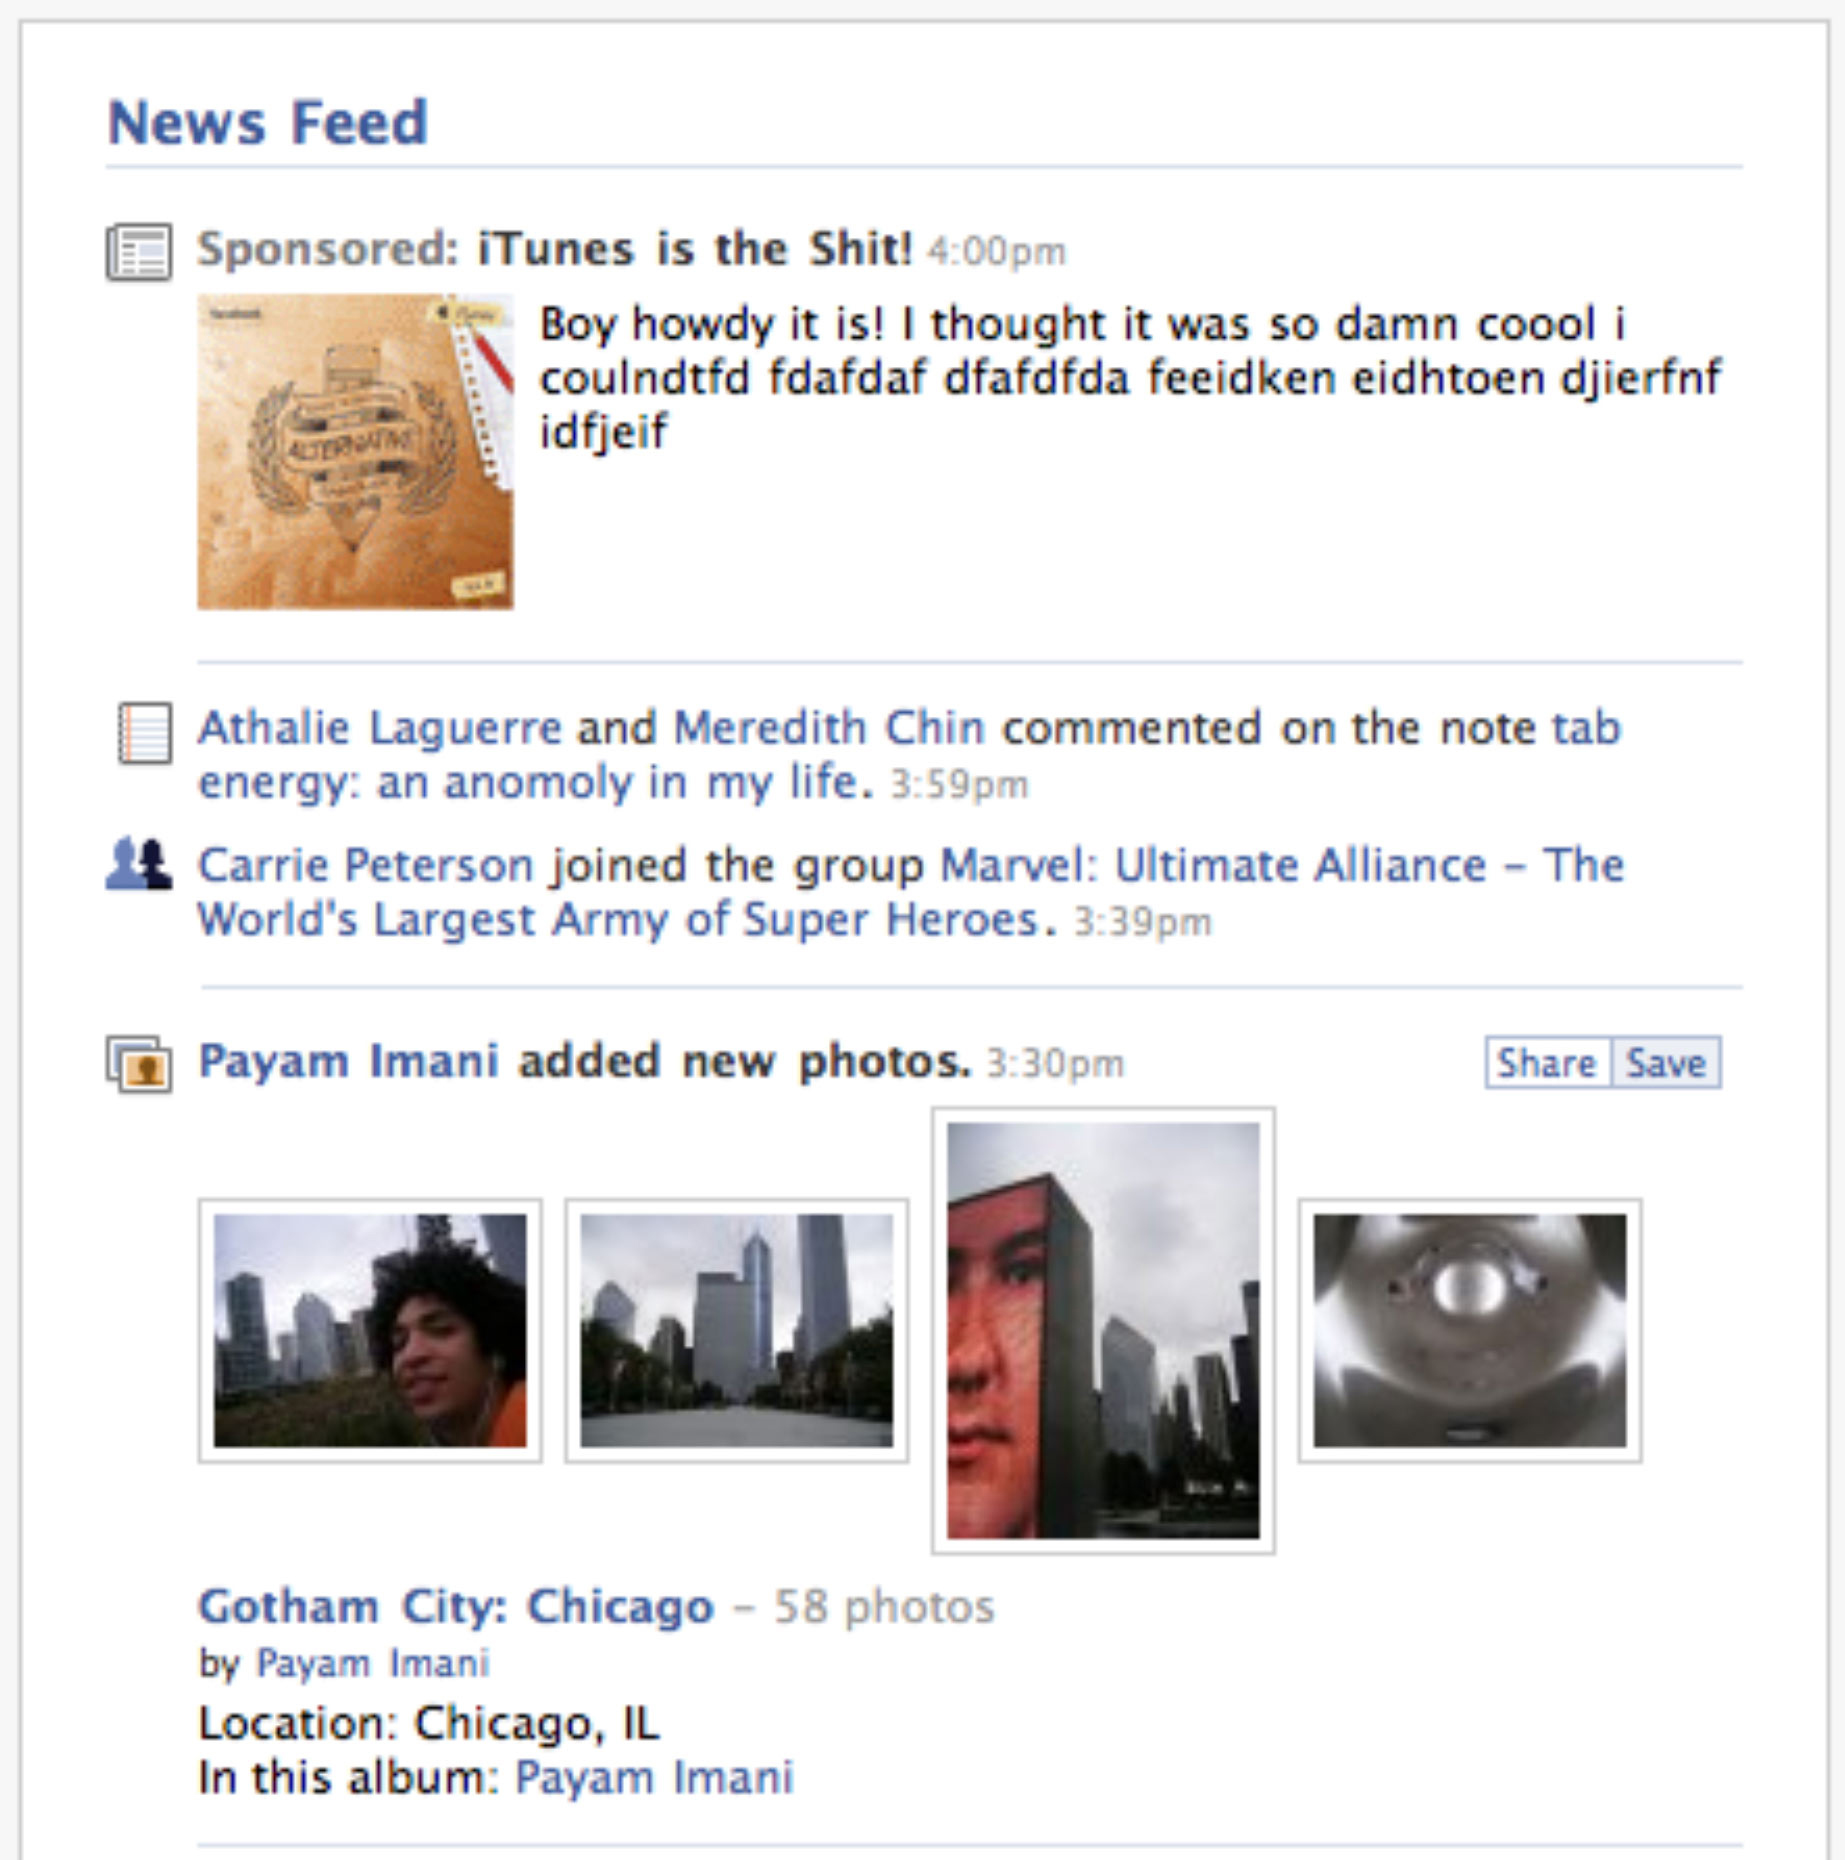 News Feed
Sponsored: iTunes is the Shit! 4:00pm
facebook
iTunes
ALTERNATIVE
Boy howdy it is! I thought it was so damn coool i
coulndtfd fdafdaf dfafdfda feeidken eidhtoen djierfnf
idfjeif
Athalie Laguerre and Meredith Chin commented on the note tab
energy: an anomoly in my life. 3:59pm
Carrie Peterson joined the group Marvel: Ultimate Alliance – The
World's Largest Army of Super Heroes. 3:39pm
Payam Imani added new photos. 3:30pm
Share Save
Gotham City: Chicago – 58 photos
by Payam Imani
Location: Chicago, IL
In this album: Payam Imani